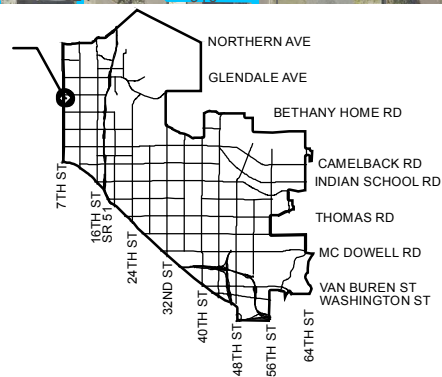 NORTHERN AVE
GLENDALE AVE
BETHANY HOME RD
CAMELBACK RD
INDIAN SCHOOL RD
THOMAS RD
MC DOWELL RD
VAN BUREN ST
WASHINGTON ST
7TH ST
16TH ST
SR 51
24TH ST
32ND ST
40TH ST
48TH ST
56TH ST
64TH ST